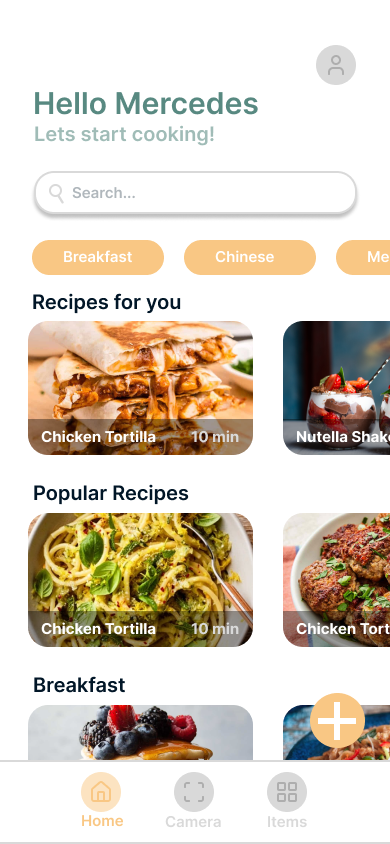 Hello Mercedes
Lets start cooking!
Search...
Breakfast
Chinese
Me
Recipes for you
Chicken Tortilla
10 min
Nutella Shake
Popular Recipes
Chicken Tortilla
10 min
Chicken Tort
Breakfast
Home
Camera
Items